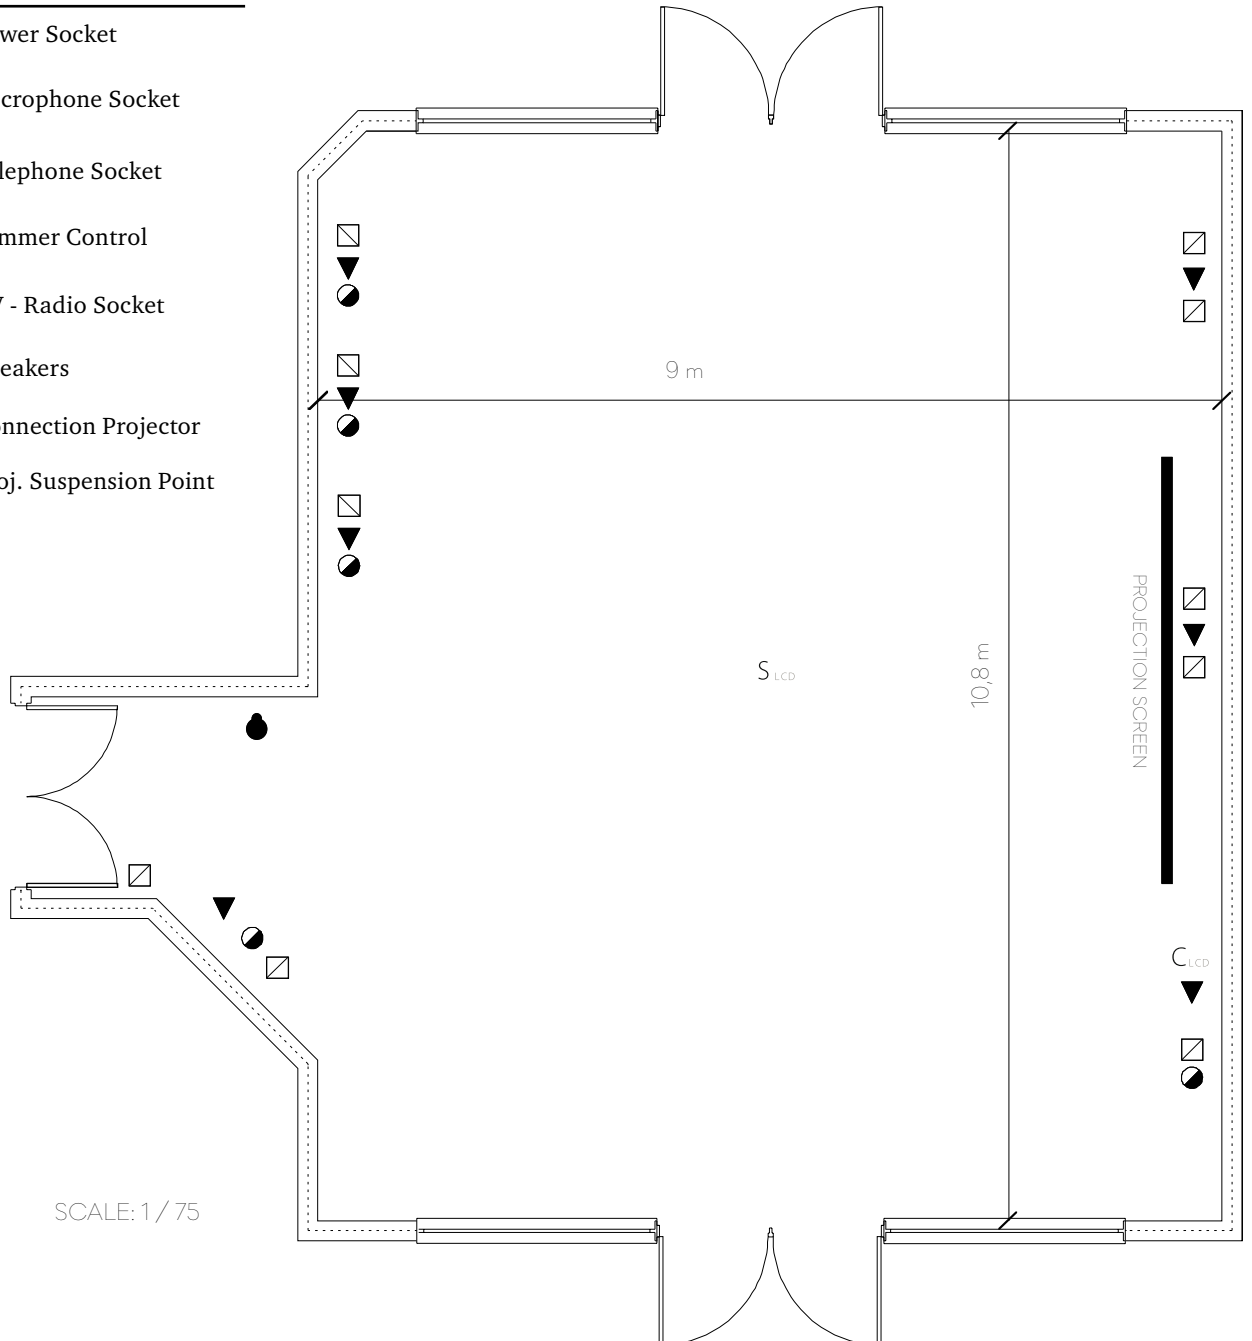 wer Socket
crophone Socket
lephone Socket
mmer Control
/ - Radio Socket
eakers
onnection Projector
oj. Suspension Point
9 m
10,8 m
S LCD
PROJECTION SCREEN
C LCD
SCALE: 1 / 75